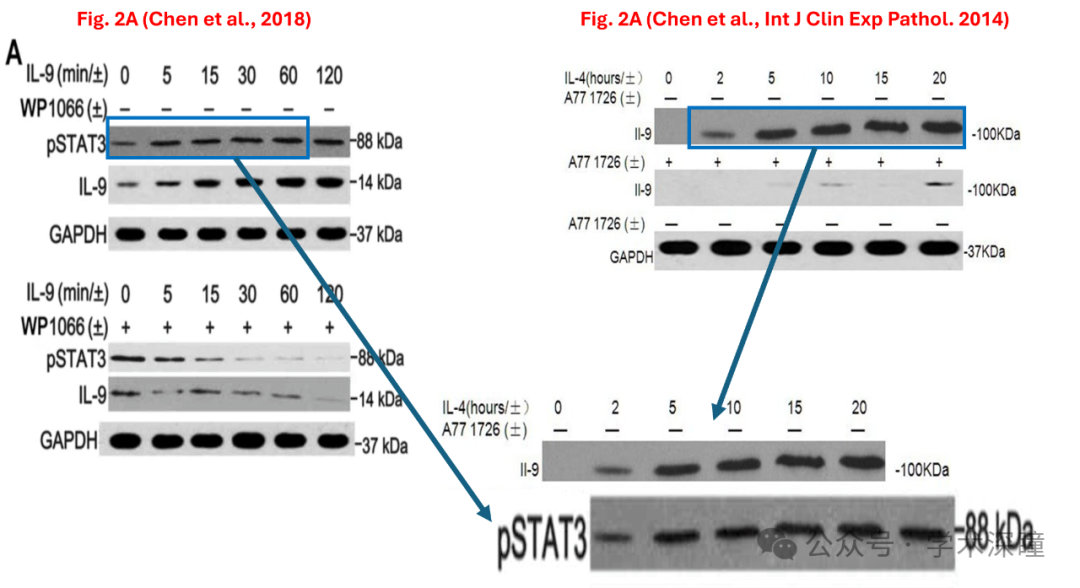 Fig. 2A (Chen et al., 2018)
Fig. 2A (Chen et al., Int J Clin Exp Pathol. 2014)
A
IL-9 (min/±) 0 5 15 30 60 120
WP1066 (±) − − − − − −
pSTAT3 −88 kDa
IL-9 −14 kDa
GAPDH −37 kDa
IL-9 (min/±) 0 5 15 30 60 120
WP1066 (±) + + + + + +
pSTAT3 −88 kDa
IL-9 −14 kDa
GAPDH −37 kDa
IL-4(hours/±) 0 2 5 10 15 20
A77 1726 (±) − − − − − −
Il-9 -100KDa
A77 1726 (±) + + + + + +
Il-9 -100KDa
A77 1726 (±) − − − − − −
GAPDH -37KDa
IL-4(hours/±) 0 2 5 10 15 20
A77 1726 (±) − − − − − −
Il-9 -100KDa
pSTAT3 −88 kDa
公众号 · 学术深瞳